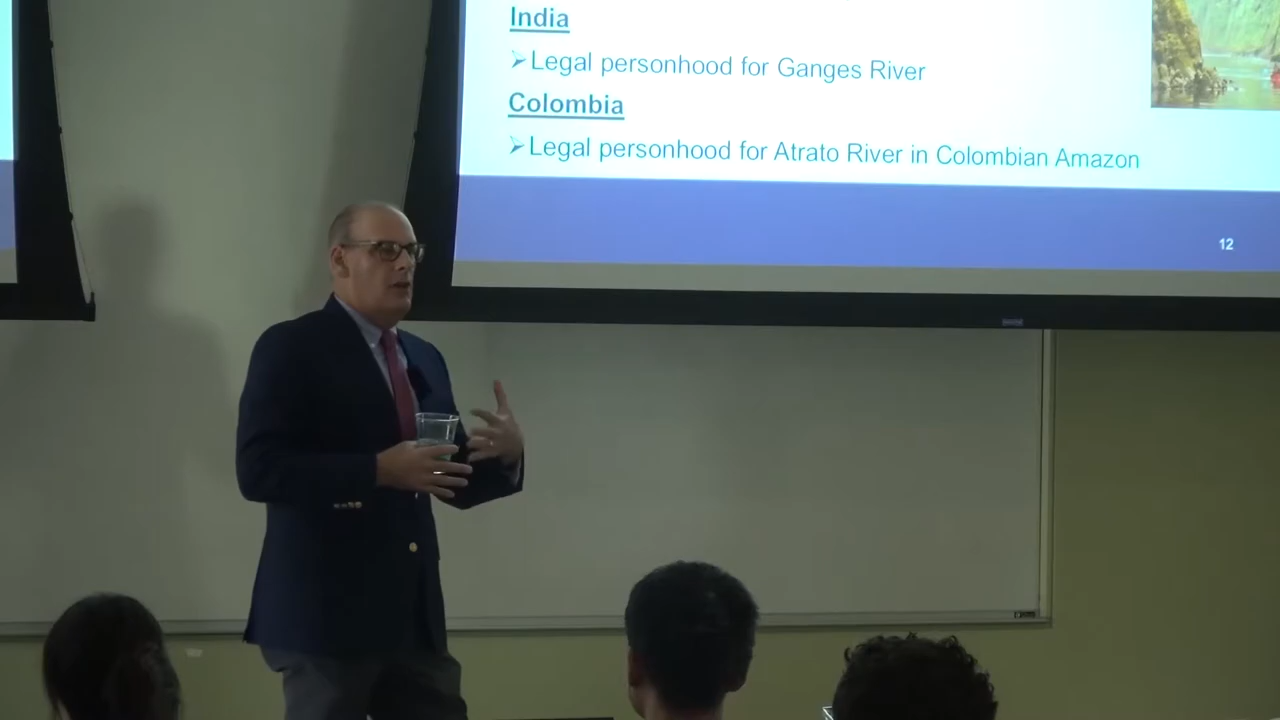 India
➢Legal personhood for Ganges River
Colombia
➢Legal personhood for Atrato River in Colombian Amazon
12